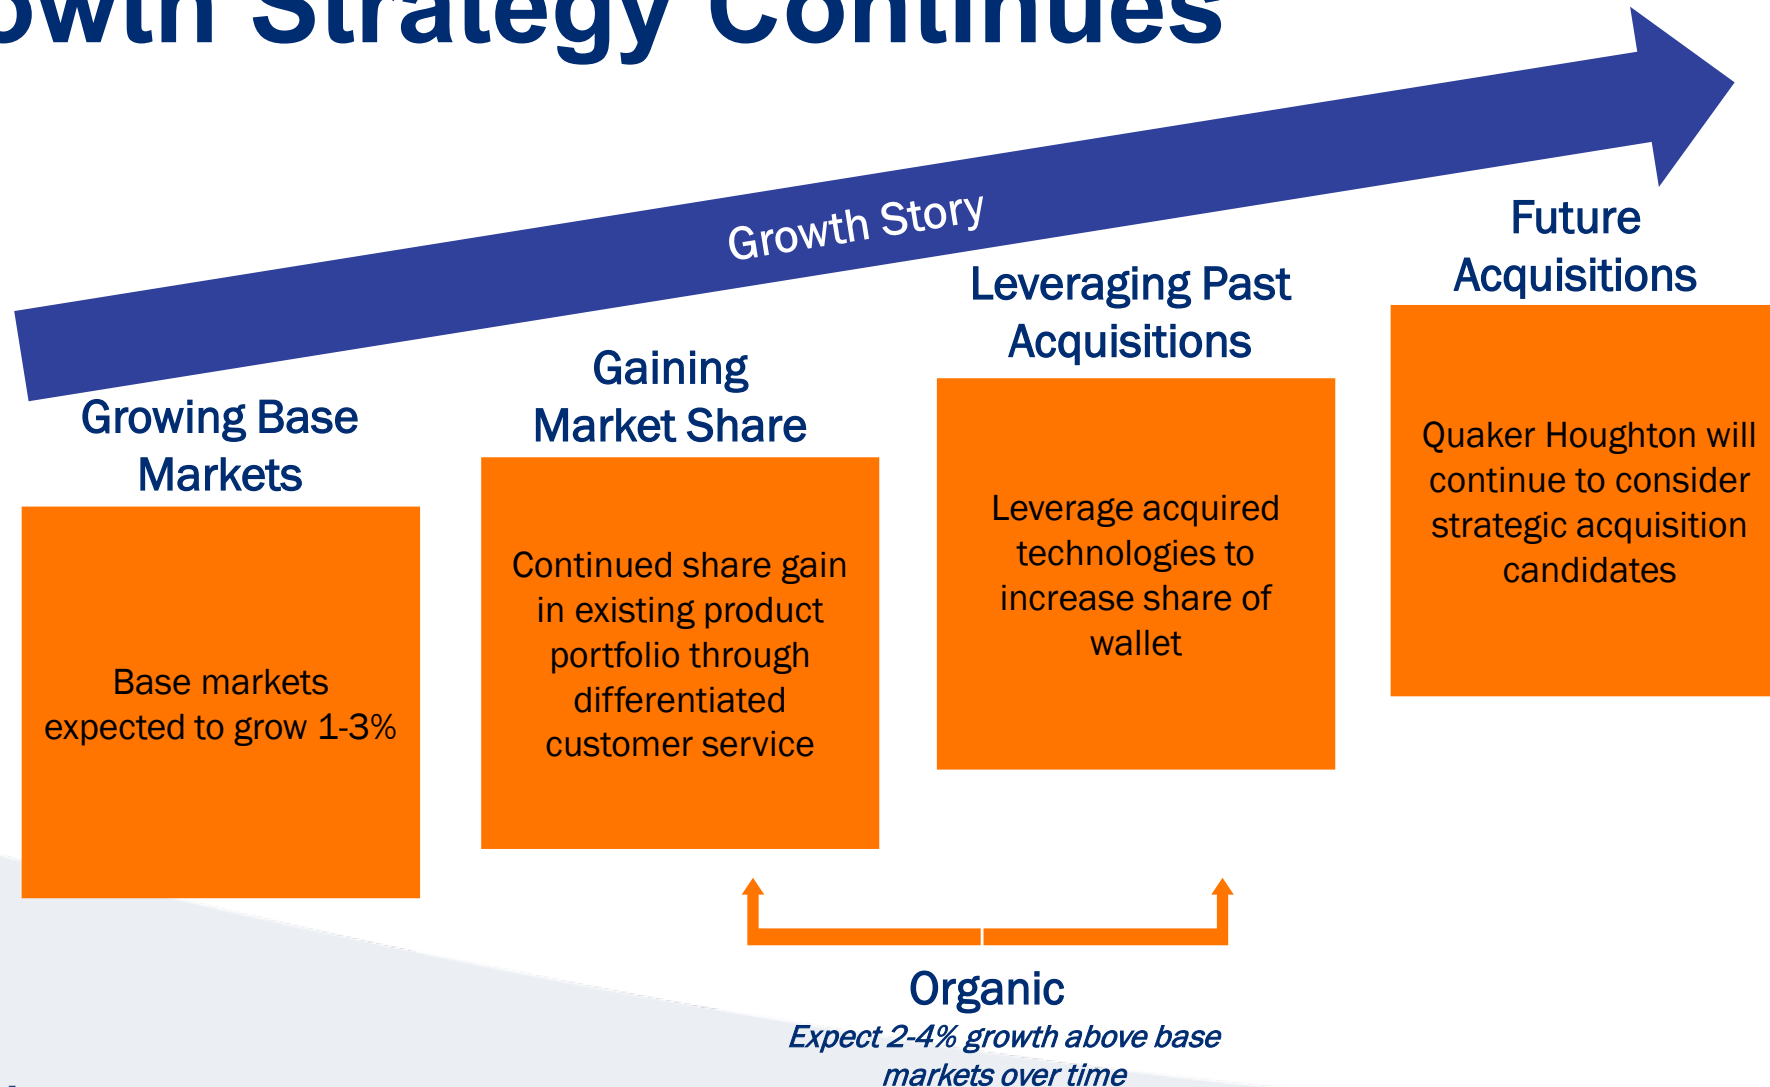 owth Strategy Continues
Growth Story
Growing Base
Markets
Base markets
expected to grow 1-3%
Gaining
Market Share
Continued share gain
in existing product
portfolio through
differentiated
customer service
Leveraging Past
Acquisitions
Leverage acquired
technologies to
increase share of
wallet
Future
Acquisitions
Quaker Houghton will
continue to consider
strategic acquisition
candidates
Organic
Expect 2-4% growth above base
markets over time